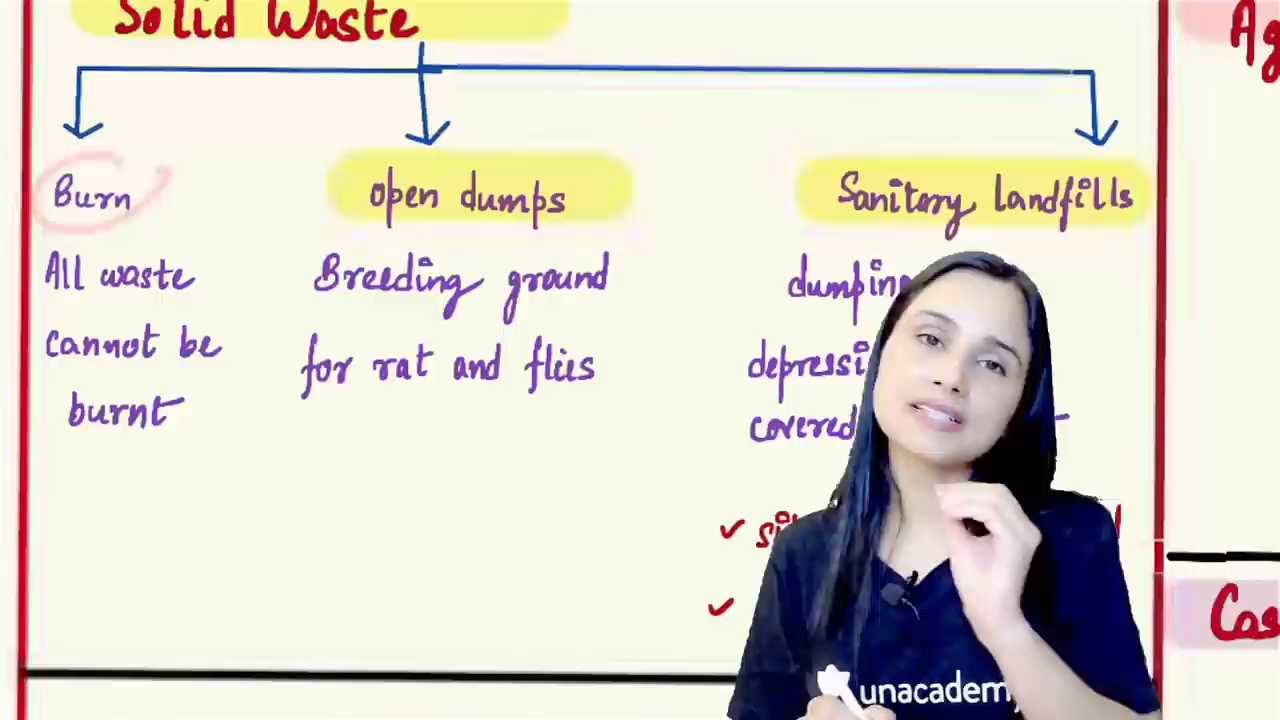 Solid Waste
Burn
All waste
cannot be
burnt
open dumps
Breeding ground
for rat and flies
Sanitary landfills
covered
unacademy